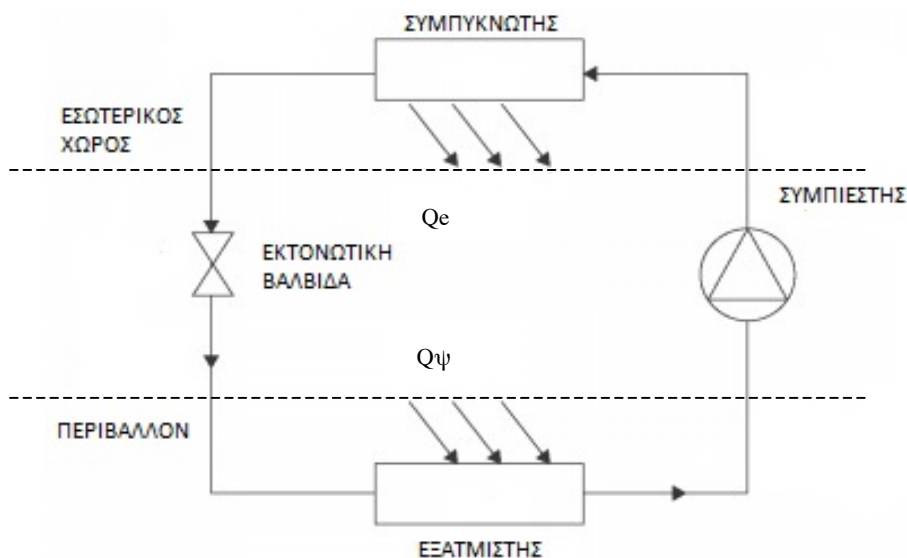 ΣΥΜΠΥΚΝΩΤΗΣ
ΕΣΩΤΕΡΙΚΟΣ
ΧΩΡΟΣ
ΣΥΜΠΙΕΣΤΗΣ
Qe
ΕΚΤΟΝΩΤΙΚΗ
ΒΑΛΒΙΔΑ
Qψ
ΠΕΡΙΒΑΛΛΟΝ
ΕΞΑΤΜΙΣΤΗΣ